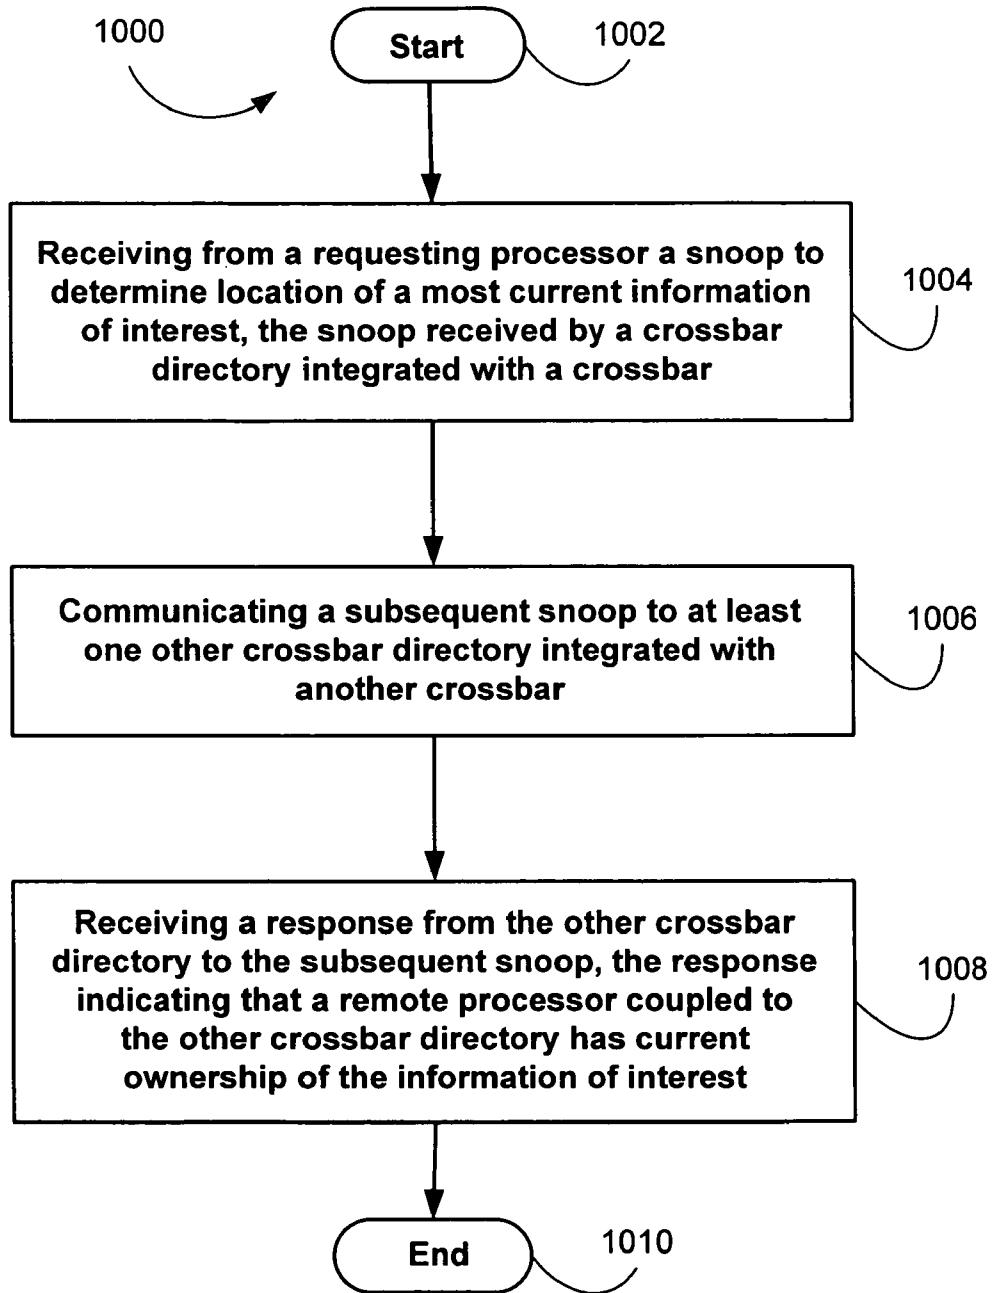 1000
Start
1002
Receiving from a requesting processor a snoop to
determine location of a most current information
of interest, the snoop received by a crossbar
directory integrated with a crossbar
1004
Communicating a subsequent snoop to at least
one other crossbar directory integrated with
another crossbar
1006
Receiving a response from the other crossbar
directory to the subsequent snoop, the response
indicating that a remote processor coupled to
the other crossbar directory has current
ownership of the information of interest
1008
End
1010